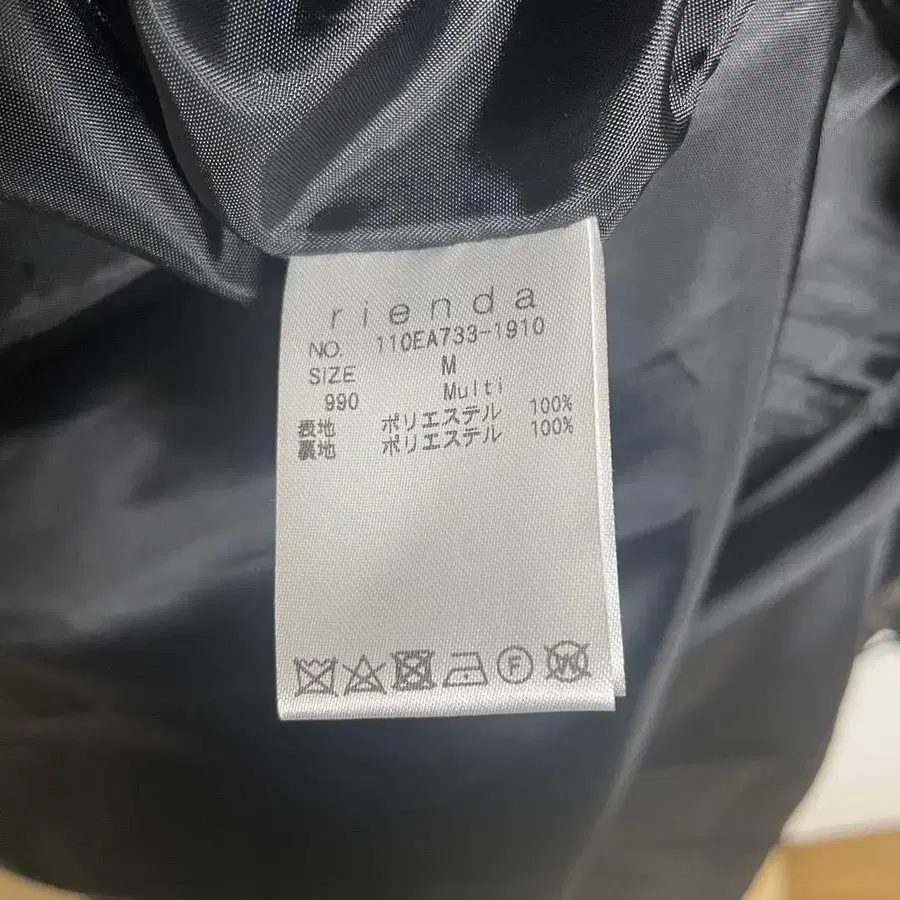 rienda
NO. 110EA733-1910
SIZE M
990 Multi
表地 ポリエステル 100%
裏地 ポリエステル 100%
F
W